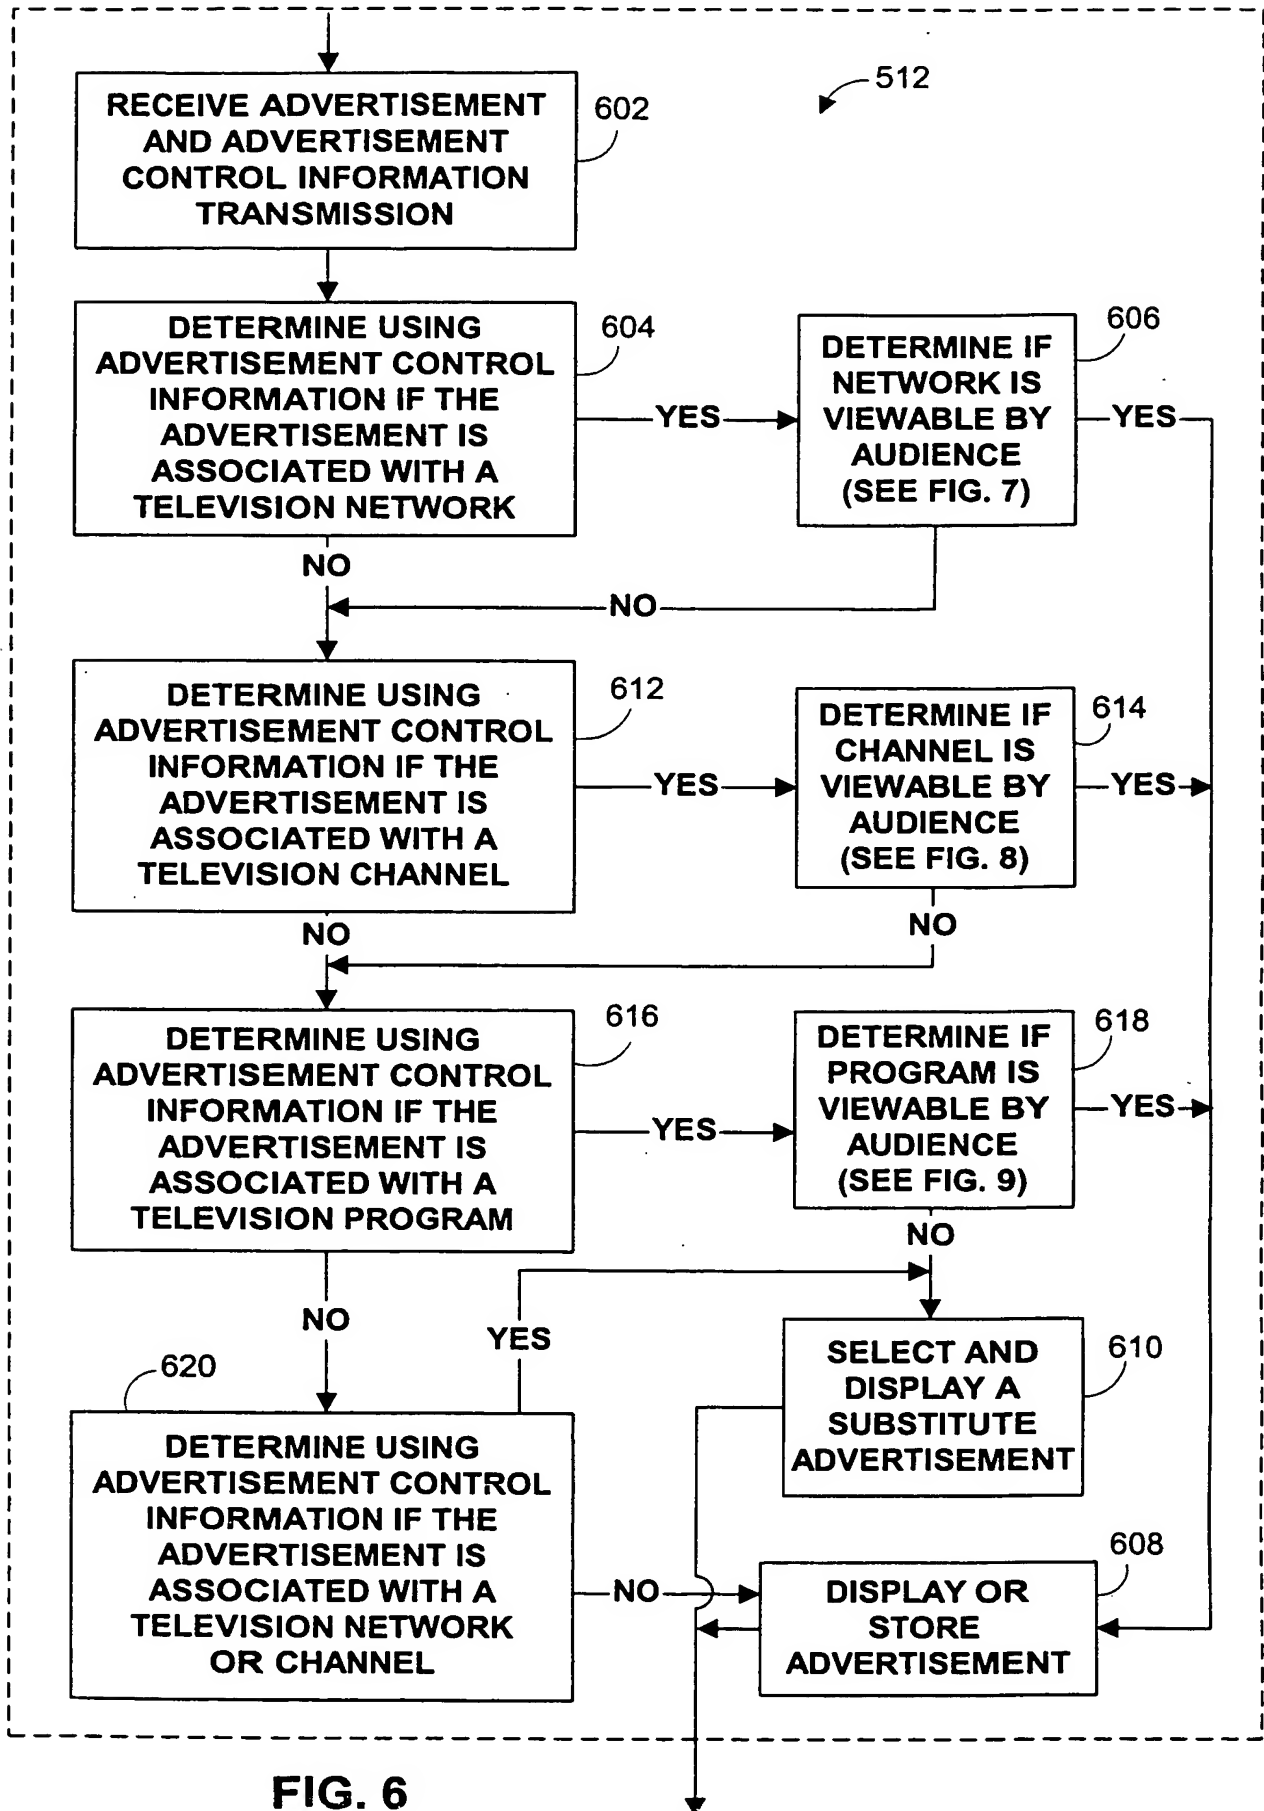 512
RECEIVE ADVERTISEMENT
AND ADVERTISEMENT
CONTROL INFORMATION
TRANSMISSION
602
DETERMINE USING
ADVERTISEMENT CONTROL
INFORMATION IF THE
ADVERTISEMENT IS
ASSOCIATED WITH A
TELEVISION NETWORK
604
YES
DETERMINE IF
NETWORK IS
VIEWABLE BY
AUDIENCE
(SEE FIG. 7)
606
YES
NO
NO
DETERMINE USING
ADVERTISEMENT CONTROL
INFORMATION IF THE
ADVERTISEMENT IS
ASSOCIATED WITH A
TELEVISION CHANNEL
612
YES
DETERMINE IF
CHANNEL IS
VIEWABLE BY
AUDIENCE
(SEE FIG. 8)
614
YES
NO
NO
DETERMINE USING
ADVERTISEMENT CONTROL
INFORMATION IF THE
ADVERTISEMENT IS
ASSOCIATED WITH A
TELEVISION PROGRAM
616
YES
DETERMINE IF
PROGRAM IS
VIEWABLE BY
AUDIENCE
(SEE FIG. 9)
618
YES
NO
NO
YES
620
DETERMINE USING
ADVERTISEMENT CONTROL
INFORMATION IF THE
ADVERTISEMENT IS
ASSOCIATED WITH A
TELEVISION NETWORK
OR CHANNEL
SELECT AND
DISPLAY A
SUBSTITUTE
ADVERTISEMENT
610
NO
DISPLAY OR
STORE
ADVERTISEMENT
608
FIG. 6